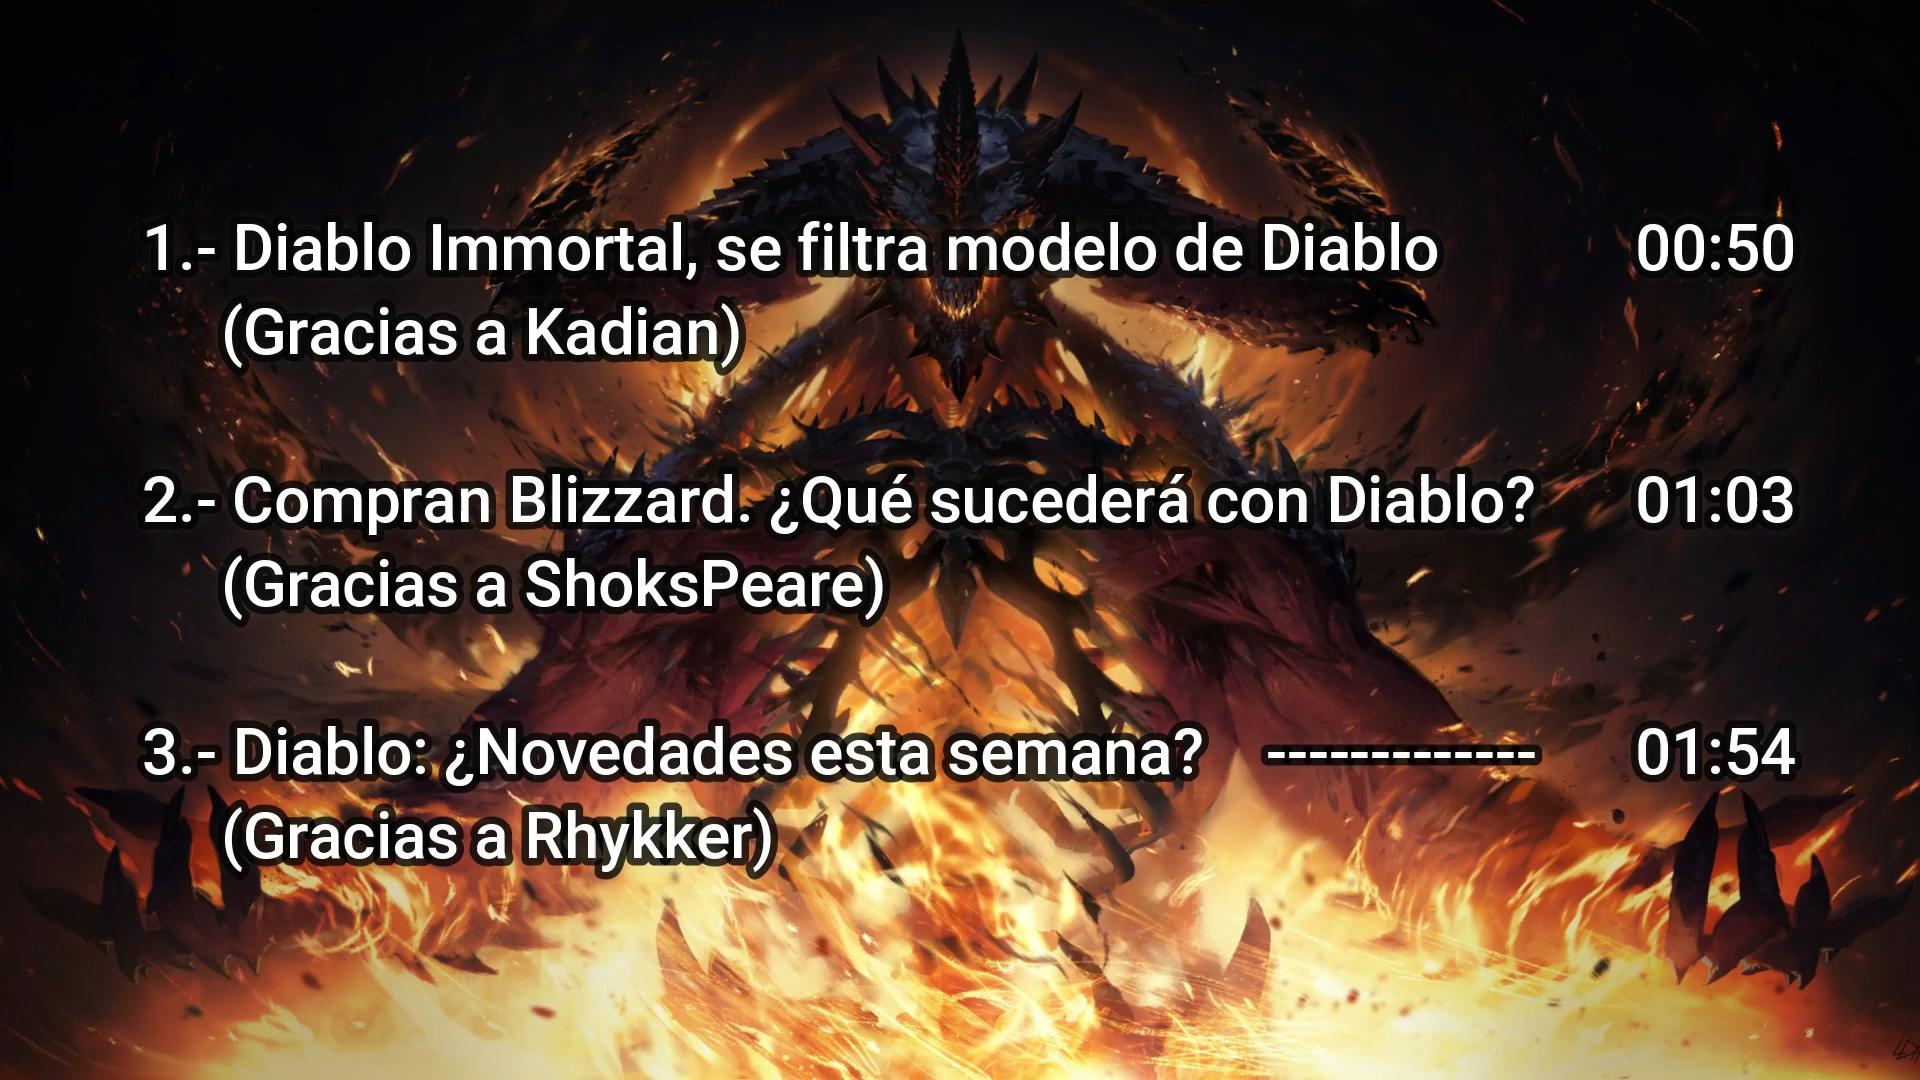 1.- Diablo Immortal, se filtra modelo de Diablo 00:50
(Gracias a Kadian)
2.- Compran Blizzard. ¿Qué sucederá con Diablo? 01:03
(Gracias a ShoksPeare)
3.- Diablo: ¿Novedades esta semana? ------------- 01:54
(Gracias a Rhykker)